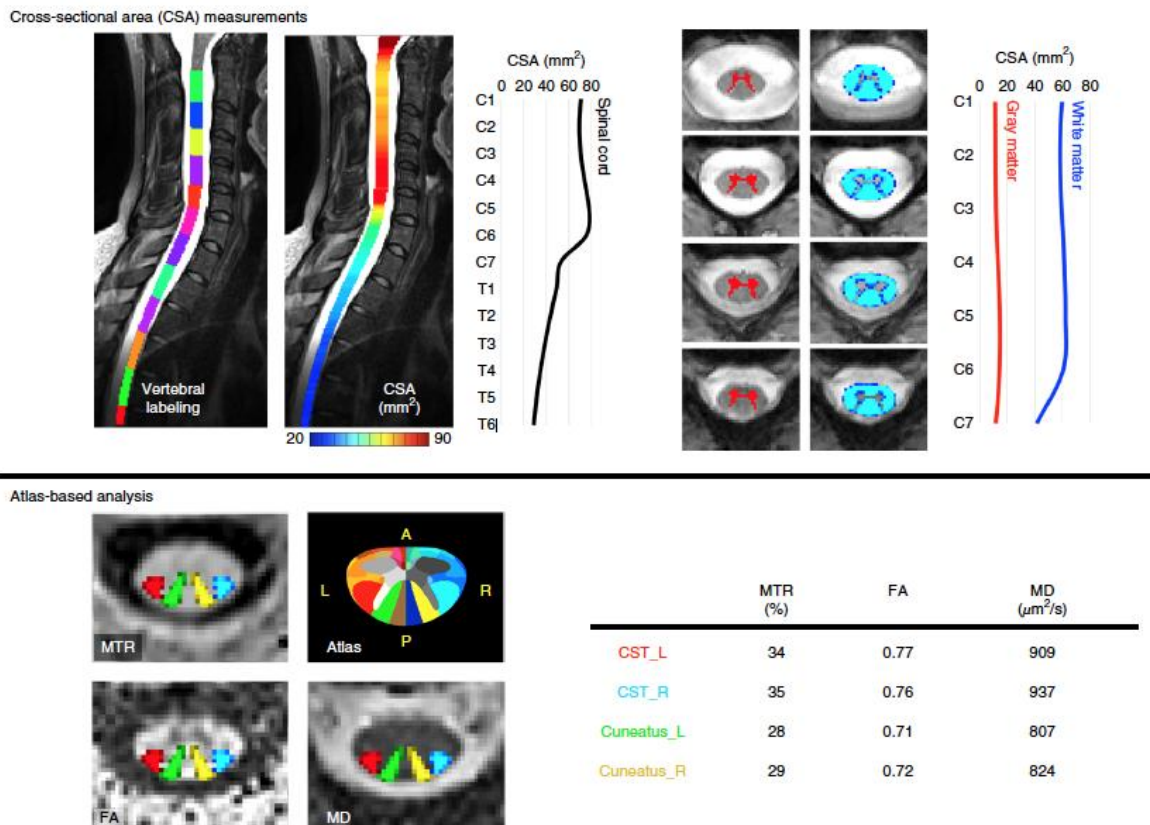 Cross-sectional area (CSA) measurements
Vertebral
labeling
CSA
(mm²)
20
90
CSA (mm²)
0 20 40 60 80
Spinal cord
C1
C2
C3
C4
C5
C6
C7
T1
T2
T3
T4
T5
T6
CSA (mm²)
0 20 40 60 80
Gray matter
White matter
C1
C2
C3
C4
C5
C6
C7
Atlas-based analysis
MTR
A
L
R
P
Atlas
FA
MD
MTR FA MD
(%) (μm²/s)
CST_L 34 0.77 909
CST_R 35 0.76 937
Cuneatus_L 28 0.71 807
Cuneatus_R 29 0.72 824